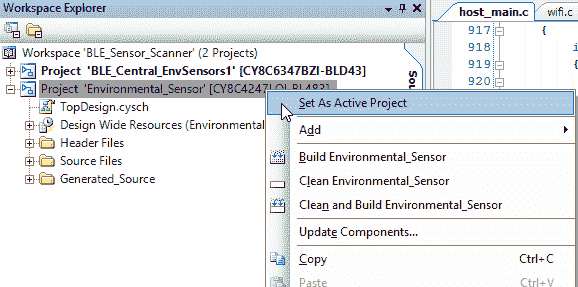 Workspace Explorer
host_main.c
wifi.c
917
{
918
919
920
Workspace 'BLE_Sensor_Scanner' (2 Projects)
Project 'BLE_Central_EnvSensors1' [CY8C6347BZI-BLD43]
Project 'Environmental_Sensor'
TopDesign.cysch
Design Wide Resources (Environmental
Header Files
Source Files
Generated_Source
Set As Active Project
Add
Build Environmental_Sensor
Clean Environmental_Sensor
Clean and Build Environmental_Sensor
Update Components...
Copy Ctrl+C
Paste Ctrl+V